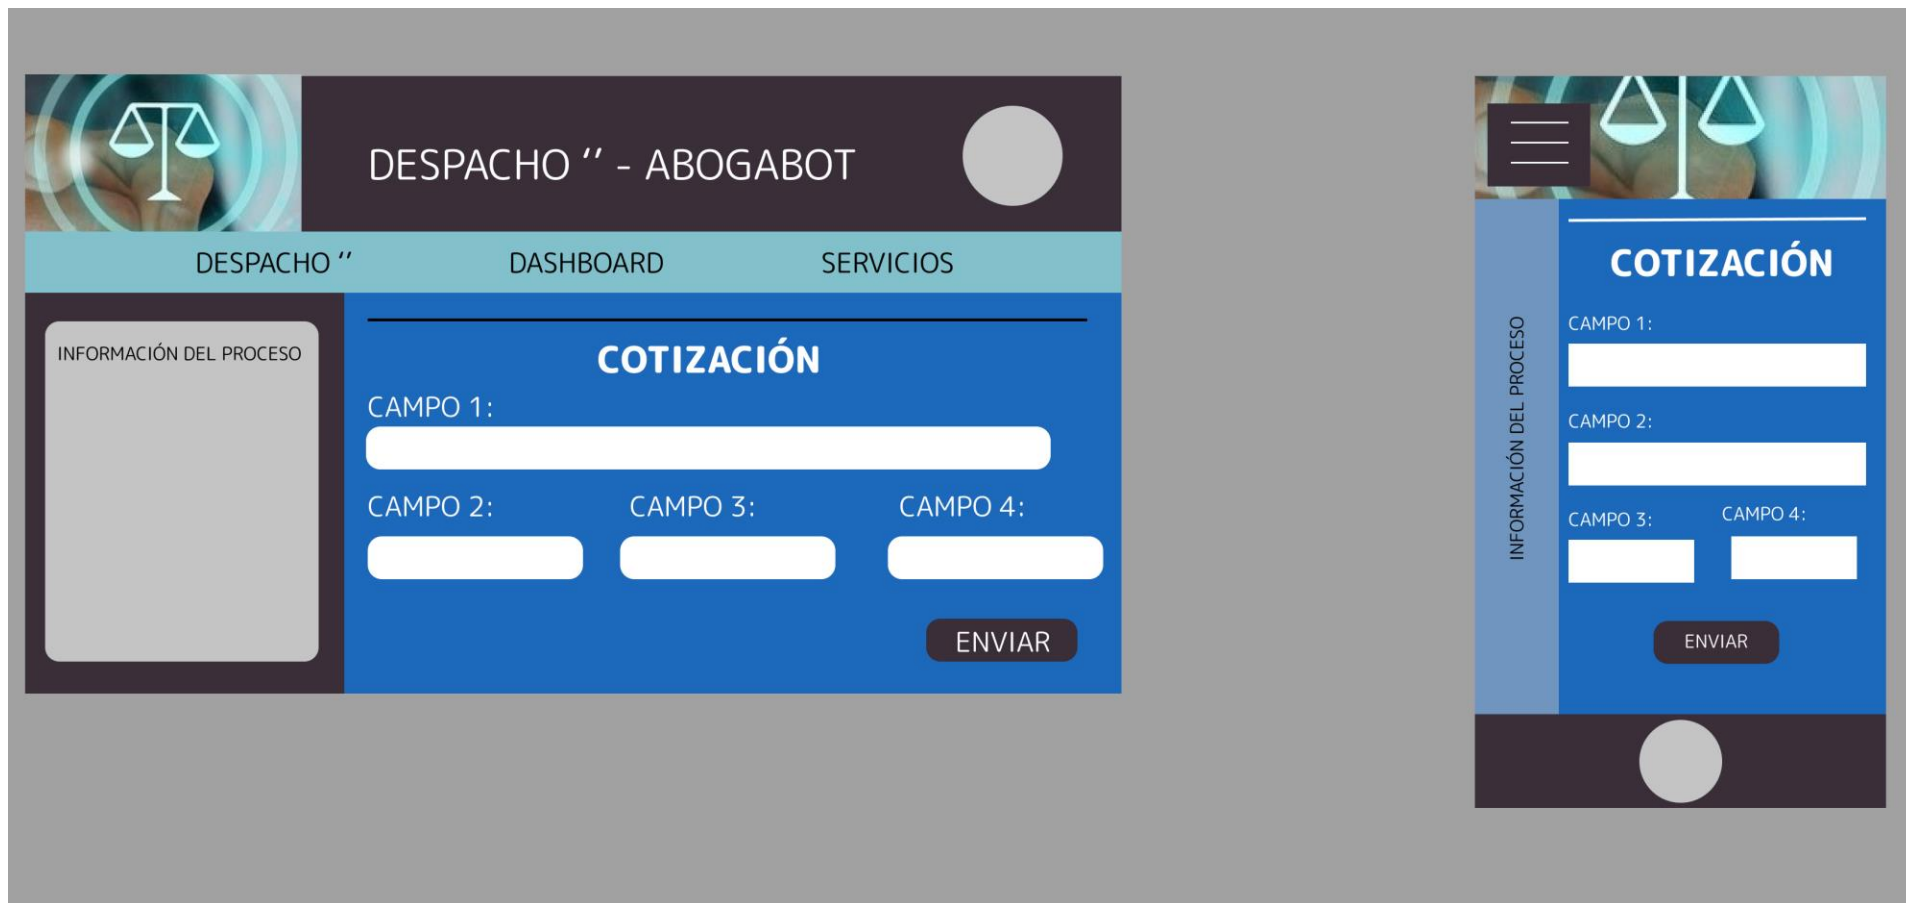 DESPACHO ‘’ - ABOGABOT
DESPACHO ‘’ DASHBOARD SERVICIOS
INFORMACIÓN DEL PROCESO
COTIZACIÓN
CAMPO 1:
CAMPO 2: CAMPO 3: CAMPO 4:
ENVIAR
INFORMACIÓN DEL PROCESO
COTIZACIÓN
CAMPO 1:
CAMPO 2:
CAMPO 3: CAMPO 4:
ENVIAR